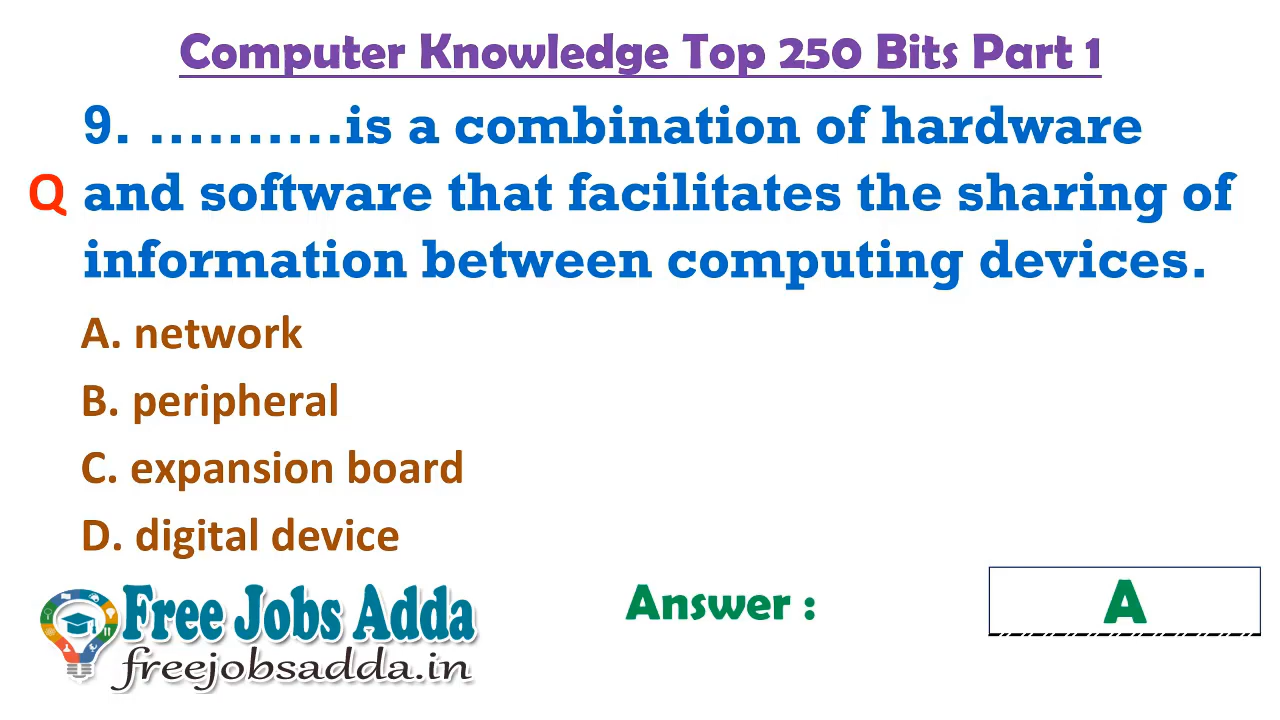 Computer Knowledge Top 250 Bits Part 1
9. ..........is a combination of hardware
Q and software that facilitates the sharing of
information between computing devices.
A. network
B. peripheral
C. expansion board
D. digital device
Free Jobs Adda
freejobsadda.in
Answer :
A